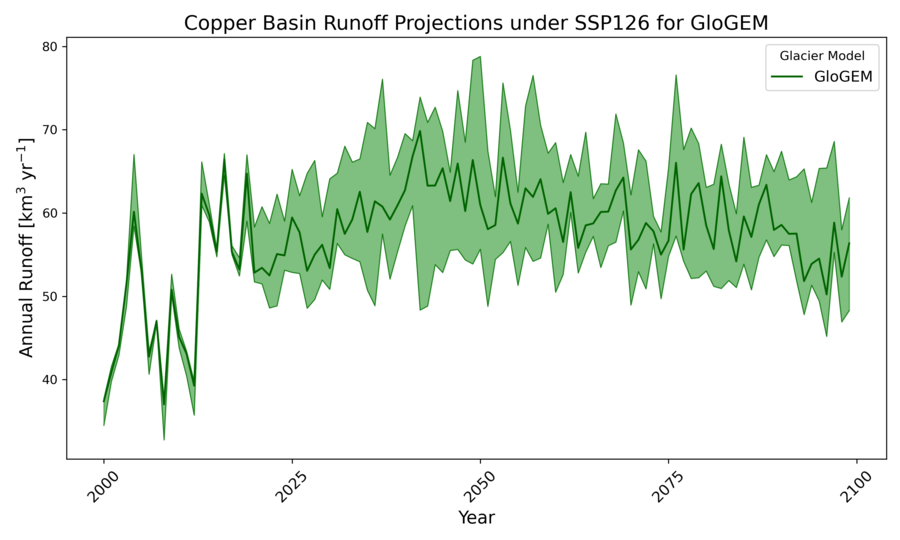 Copper Basin Runoff Projections under SSP126 for GloGEM
Glacier Model
GloGEM
Annual Runoff [km³ yr⁻¹]
80
70
60
50
40
2000
2025
2050
2075
2100
Year